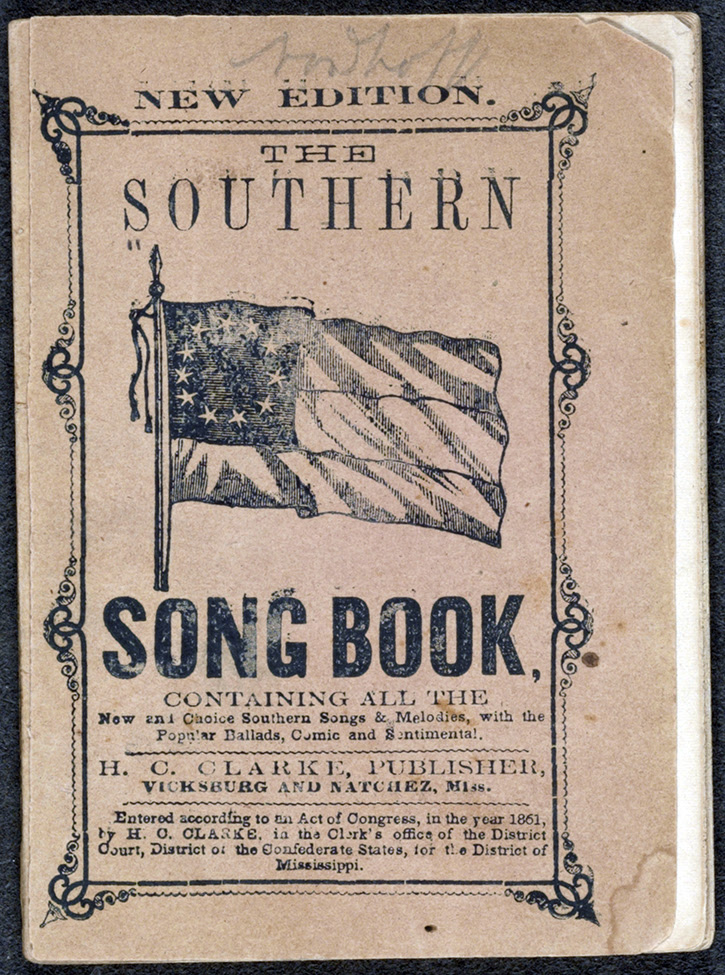 Nordhoff
NEW EDITION.
THE
SOUTHERN
SONG BOOK,
CONTAINING ALL THE
New and Choice Southern Songs & Melodies, with the
Popular Ballads, Comic and Sentimental.
H. C. CLARKE, PUBLISHER,
VICKSBURG AND NATCHEZ, Miss.
Entered according to an Act of Congress, in the year 1861,
by H. C. CLARKE, in the Clerk's office of the District
Court, District of the Confederate States, for the District of
Mississippi.